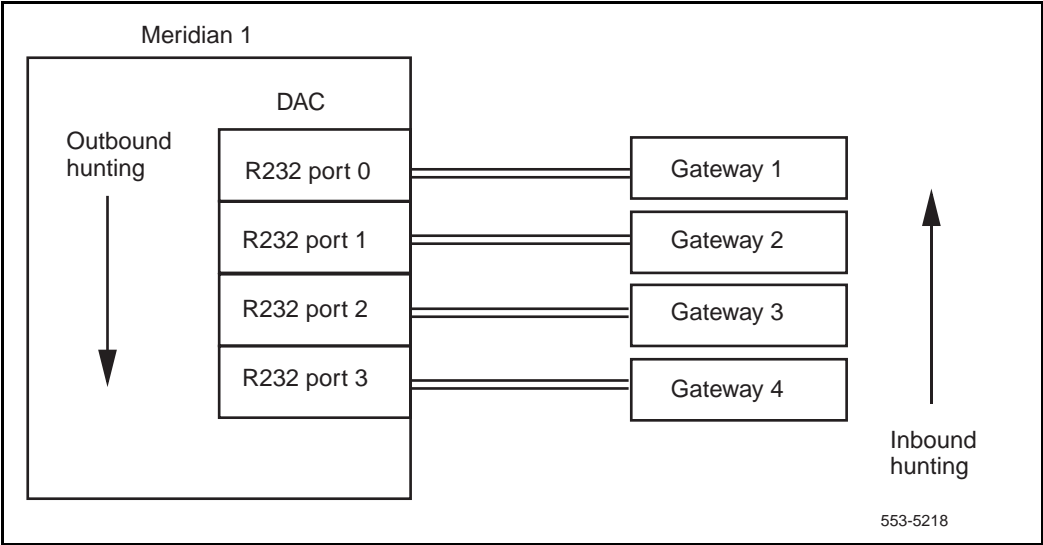 Meridian 1
DAC
Outbound
hunting
R232 port 0
Gateway 1
R232 port 1
Gateway 2
R232 port 2
Gateway 3
R232 port 3
Gateway 4
Inbound
hunting
553-5218